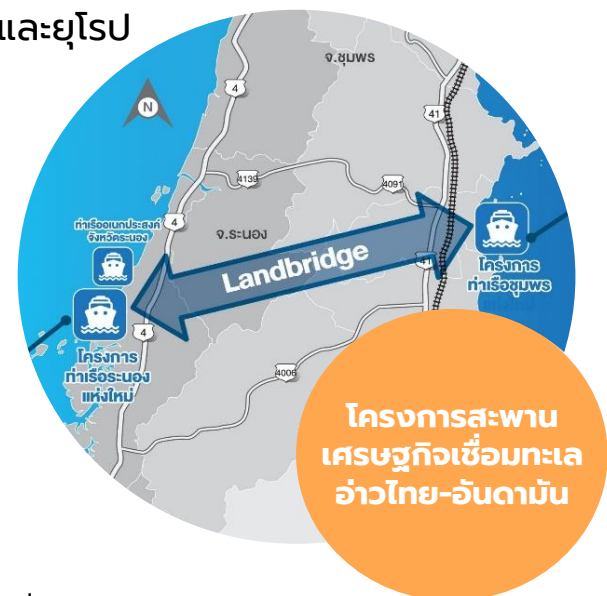 และยุโรป
จ.ชุมพร
4
N
41
4139
4091
ท่าเรืออเนกประสงค์
จังหวัดระนอง
4
จ.ระนอง
Landbridge
41
โครงการ
ท่าเรือชุมพร
4
โครงการ
ท่าเรือระนอง
แห่งใหม่
4006
โครงการสะพาน
เศรษฐกิจเชื่อมทะเล
อ่าวไทย-อันดามัน